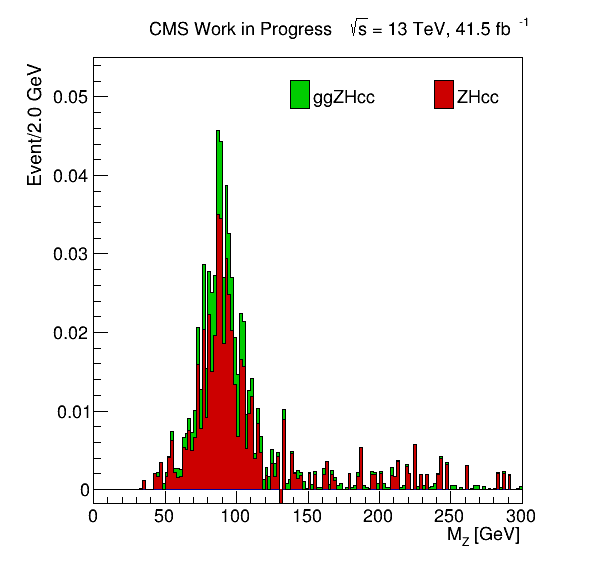 CMS Work in Progress √s = 13 TeV, 41.5 fb -1
Event/2.0 GeV
ggZHcc ZHcc
0.05
0.04
0.03
0.02
0.01
0
0 50 100 150 200 250 300
MZ [GeV]